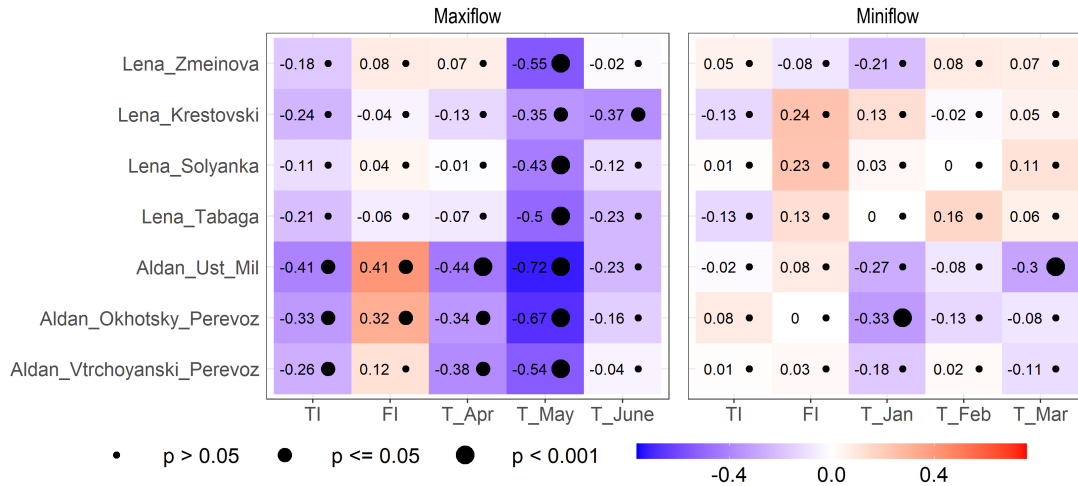 Maxiflow Miniflow
Lena_Zmeinova -0.18 0.08 0.07 -0.55 -0.02 0.05 -0.08 -0.21 0.08 0.07
Lena_Krestovski -0.24 -0.04 -0.13 -0.35 -0.37 -0.13 0.24 0.13 -0.02 0.05
Lena_Solyanka -0.11 0.04 -0.01 -0.43 -0.12 0.01 0.23 0.03 0 0.11
Lena_Tabaga -0.21 -0.06 -0.07 -0.5 -0.23 -0.13 0.13 0 0.16 0.06
Aldan_Ust_Mil -0.41 0.41 -0.44 -0.72 -0.23 -0.02 0.08 -0.27 -0.08 -0.3
Aldan_Okhotsky_Perevoz -0.33 0.32 -0.34 -0.67 -0.16 0.08 0 -0.33 -0.13 -0.08
Aldan_Vtrchoyanski_Perevoz -0.26 0.12 -0.38 -0.54 -0.04 0.01 0.03 -0.18 0.02 -0.11
TI FI T_Apr T_May T_June TI FI T_Jan T_Feb T_Mar
p > 0.05 p <= 0.05 p < 0.001
-0.4 0.0 0.4